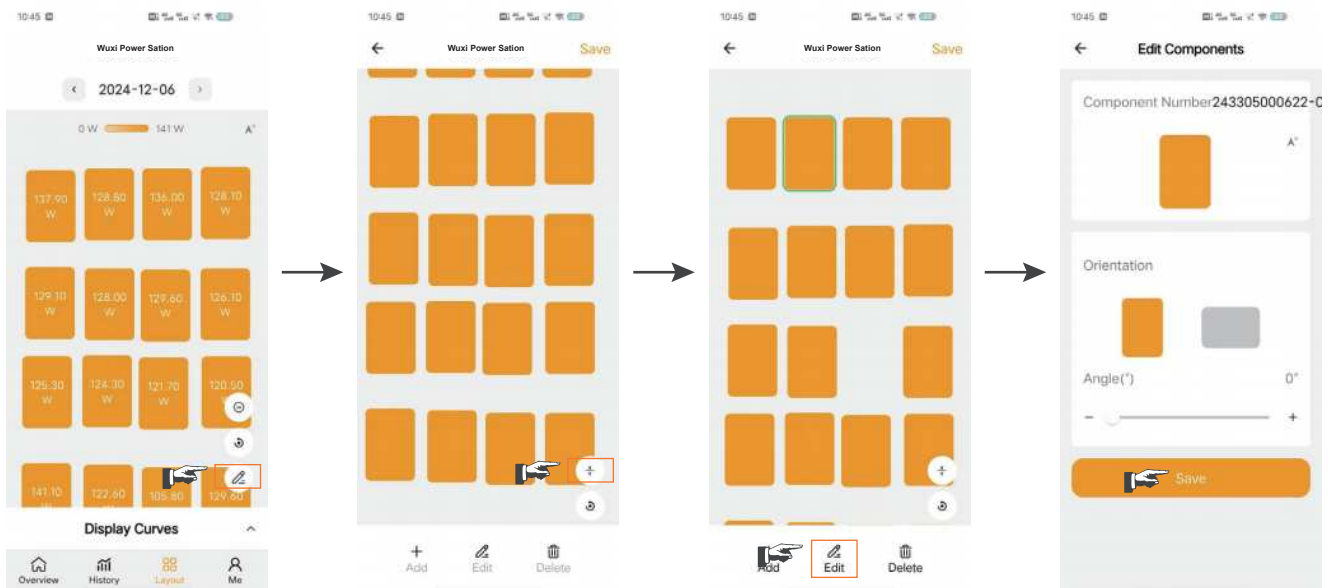 10:45
Wuxi Power Sation
2024-12-06
0 W 141 W A+
137.90 W
128.80 W
136.00 W
128.10 W
129.10 W
128.00 W
129.60 W
126.10 W
125.30 W
124.30 W
121.70 W
120.50 W
141.10
122.60
105.80
129.60
Display Curves
Overview History Layout Me
10:45
Wuxi Power Sation Save
+
Add Edit Delete
10:45
Wuxi Power Sation Save
Add Edit Delete
10:45
Edit Components
Component Number243305000622-0
Orientation
Angle(°) 0°
- +
Save